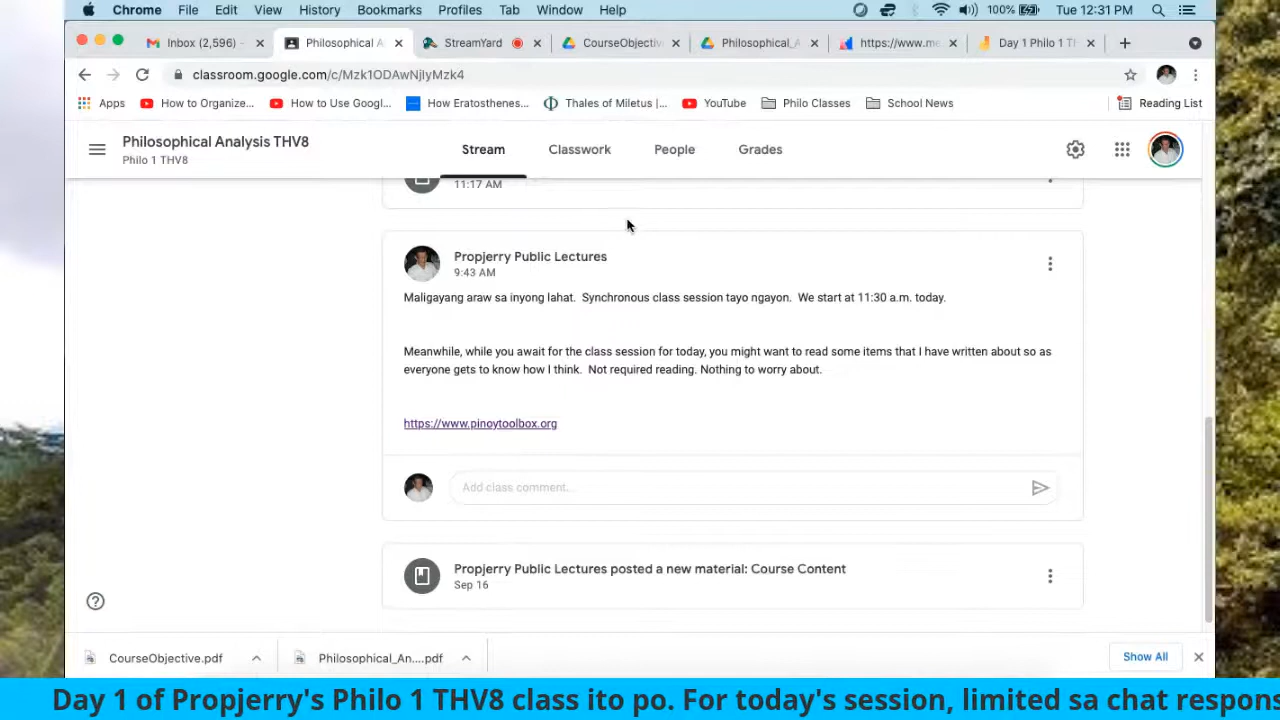 Chrome File Edit View History Bookmarks Profiles Tab Window Help 100% Tue 12:31 PM
Inbox (2,596) - Philosophical A StreamYard CourseObjective Philosophical_A https://www.me Day 1 Philo 1 TH
classroom.google.com/c/Mzk1ODAwNjIyMzk4
Apps How to Organize... How to Use Googl... How Eratosthenes... Thales of Miletus |... YouTube Philo Classes School News Reading List
Philosophical Analysis THV8
Philo 1 THV8
Stream Classwork People Grades
11:17 AM
Propjerry Public Lectures
9:43 AM
Maligayang araw sa inyong lahat. Synchronous class session tayo ngayon. We start at 11:30 a.m. today.
Meanwhile, while you await for the class session for today, you might want to read some items that I have written about so as
everyone gets to know how I think. Not required reading. Nothing to worry about.
https://www.pinoytoolbox.org
Add class comment...
Propjerry Public Lectures posted a new material: Course Content
Sep 16
CourseObjective.pdf Philosophical_An....pdf Show All
Day 1 of Propjerry's Philo 1 THV8 class ito po. For today's session, limited sa chat respons